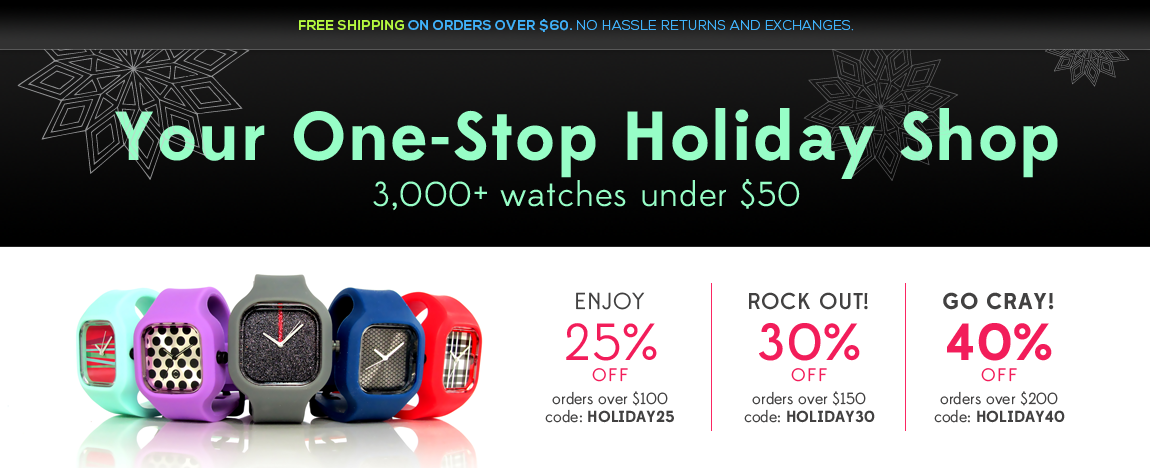 FREE SHIPPING ON ORDERS OVER $60. NO HASSLE RETURNS AND EXCHANGES.
Your One-Stop Holiday Shop
3,000+ watches under $50
ENJOY
25%
OFF
orders over $100
code: HOLIDAY25
ROCK OUT!
30%
OFF
orders over $150
code: HOLIDAY30
GO CRAY!
40%
OFF
orders over $200
code: HOLIDAY40